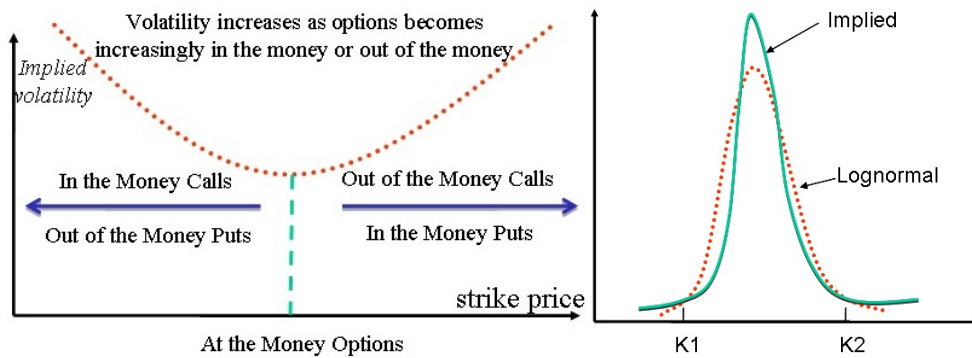 Volatility increases as options becomes
increasingly in the money or out of the money
Implied
volatility
In the Money Calls
Out of the Money Calls
Out of the Money Puts
In the Money Puts
strike price
At the Money Options
Implied
Lognormal
K1
K2